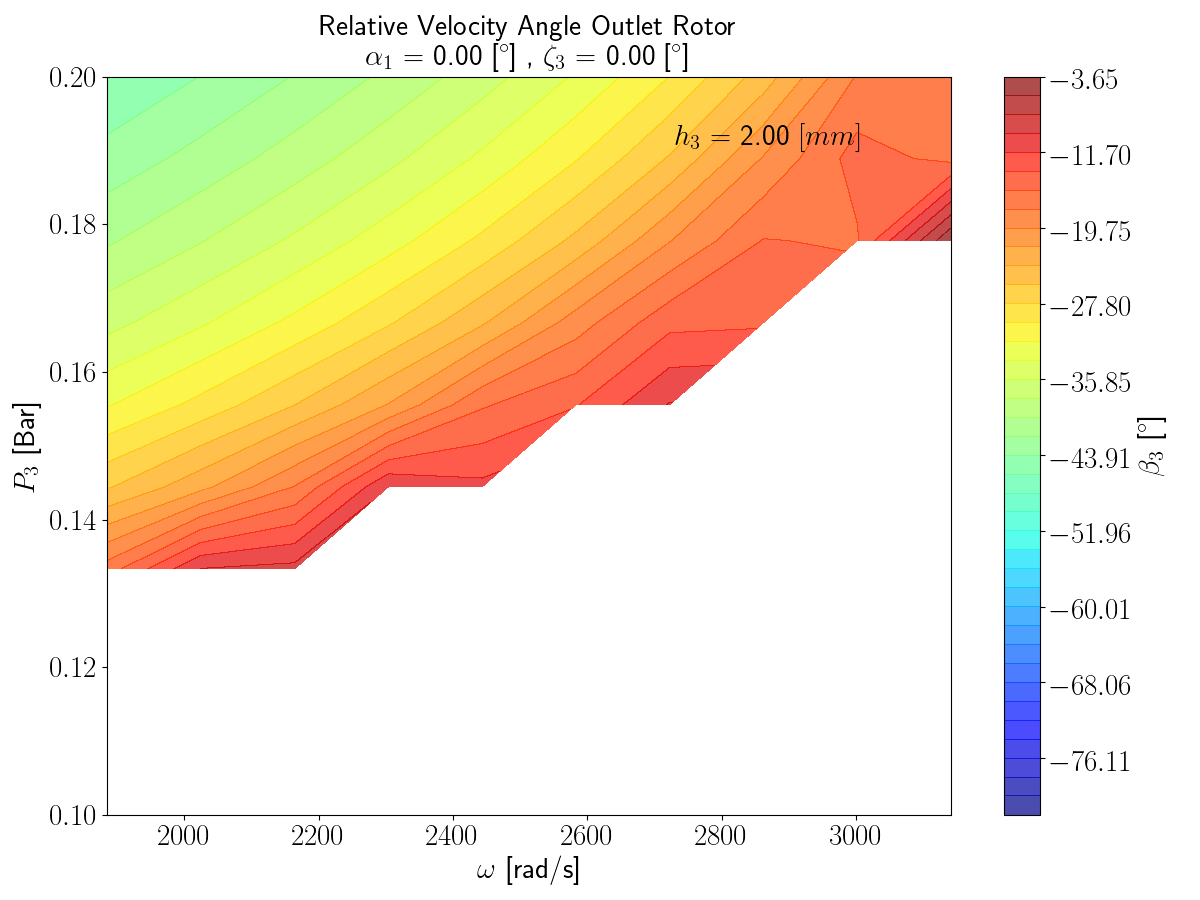 Relative Velocity Angle Outlet Rotor
α₁ = 0.00 [°] , ζ₃ = 0.00 [°]
h₃ = 2.00 [mm]
0.20
0.18
0.16
0.14
0.12
0.10
P₃ [Bar]
2000 2200 2400 2600 2800 3000
ω [rad/s]
−3.65
−11.70
−19.75
−27.80
−35.85
−43.91
−51.96
−60.01
−68.06
−76.11
β₃ [°]